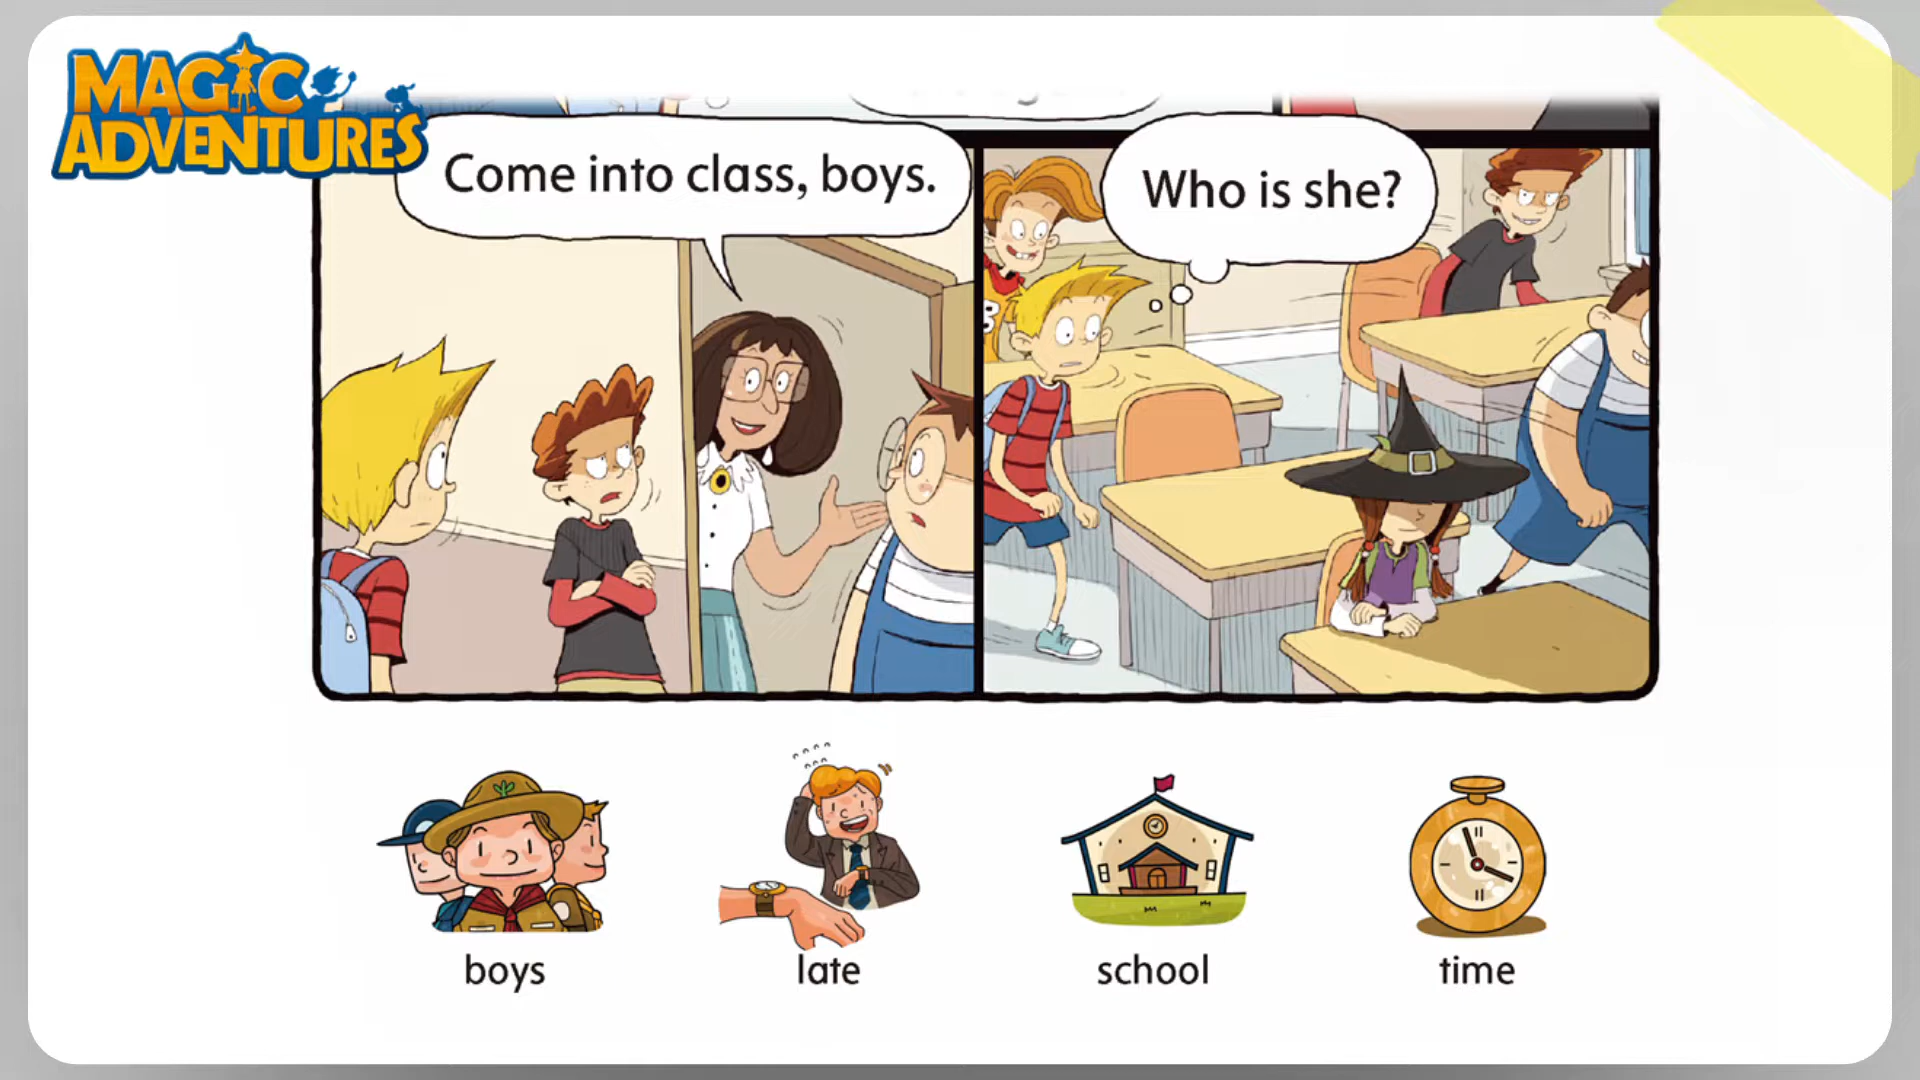 MAGIC
ADVENTURES
Come into class, boys.
Who is she?
boys
late
school
time